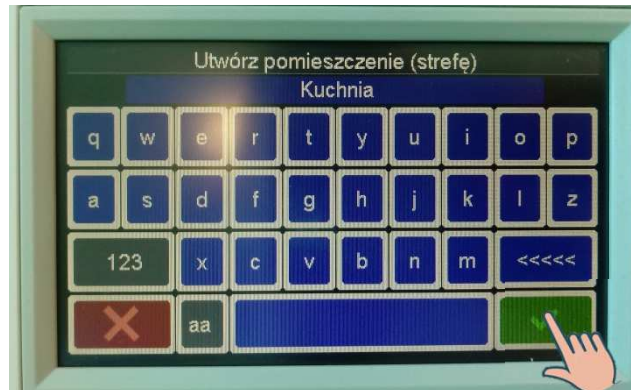 Utwórz pomieszczenie (strefę)
Kuchnia
q w e r t y u i o p
a s d f g h j k l z
123 x c v b n m <<<<<
aa